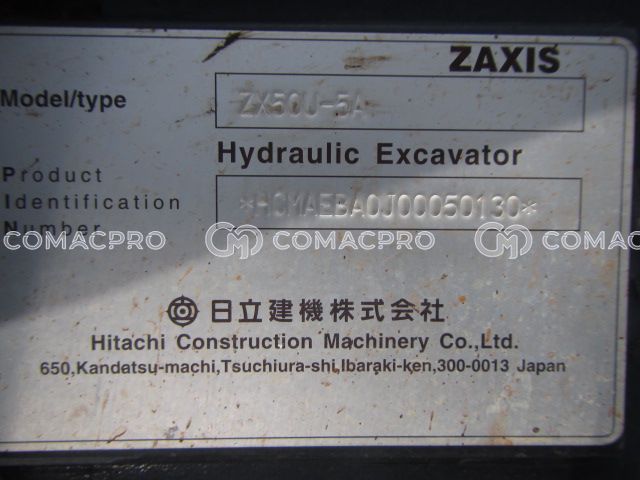 ZAXIS
Model/type ZX50U-5A
Hydraulic Excavator
Product
Identification *HCMAEBA0J00050130*
Number
COMACPRO COMACPRO COMACPRO
日立建機株式会社
Hitachi Construction Machinery Co.,Ltd.
650,Kandatsu-machi,Tsuchiura-shi,Ibaraki-ken,300-0013 Japan